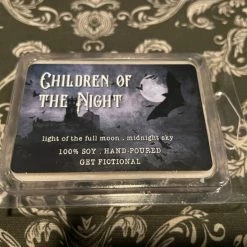 Children of
the Night
light of the full moon . midnight sky
100% SOY . HAND-POURED
GET FICTIONAL